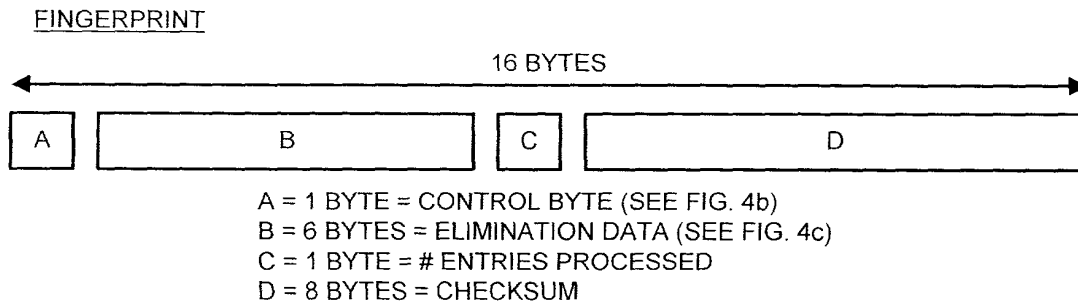 FINGERPRINT
16 BYTES
A B C D
A = 1 BYTE = CONTROL BYTE (SEE FIG. 4b)
B = 6 BYTES = ELIMINATION DATA (SEE FIG. 4c)
C = 1 BYTE = # ENTRIES PROCESSED
D = 8 BYTES = CHECKSUM